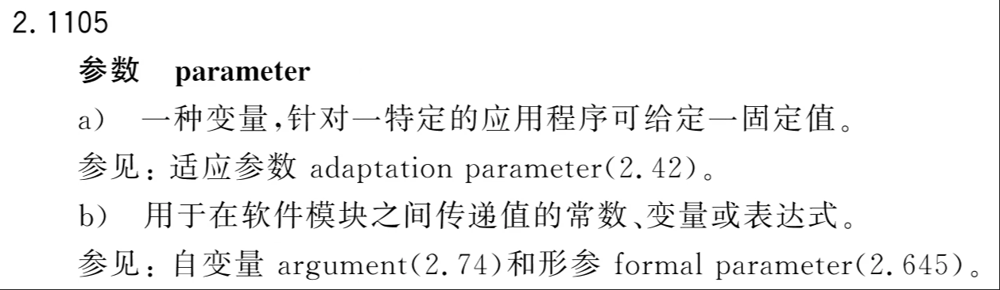 2.1105
参数 parameter
a) 一种变量,针对一特定的应用程序可给定一固定值。
参见:适应参数 adaptation parameter(2.42)。
b) 用于在软件模块之间传递值的常数、变量或表达式。
参见:自变量 argument(2.74)和形参 formal parameter(2.645)。